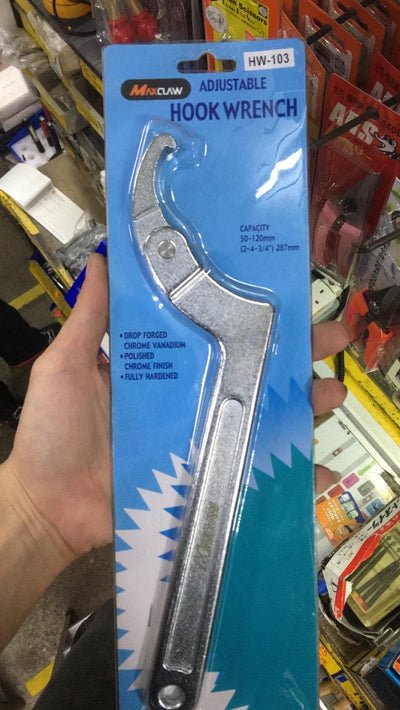 HW-103
MAXCLAW
ADJUSTABLE
HOOK WRENCH
CAPACITY
50~120mm
(2~4-3/4") 287mm
• DROP FORGED
CHROME VANADIUM
• POLISHED
CHROME FINISH
• FULLY HARDENED
Scissors